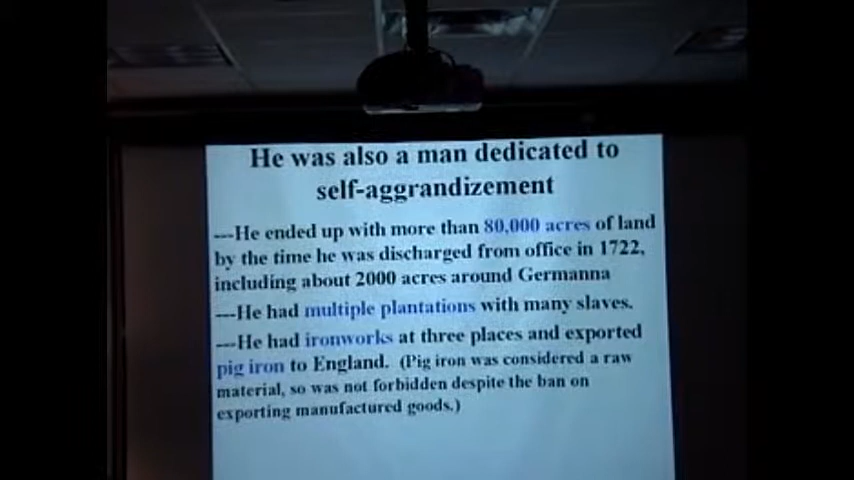 He was also a man dedicated to
self-aggrandizement
---He ended up with more than 80,000 acres of land
by the time he was discharged from office in 1722,
including about 2000 acres around Germanna
---He had multiple plantations with many slaves.
---He had ironworks at three places and exported
pig iron to England. (Pig iron was considered a raw
material, so was not forbidden despite the ban on
exporting manufactured goods.)